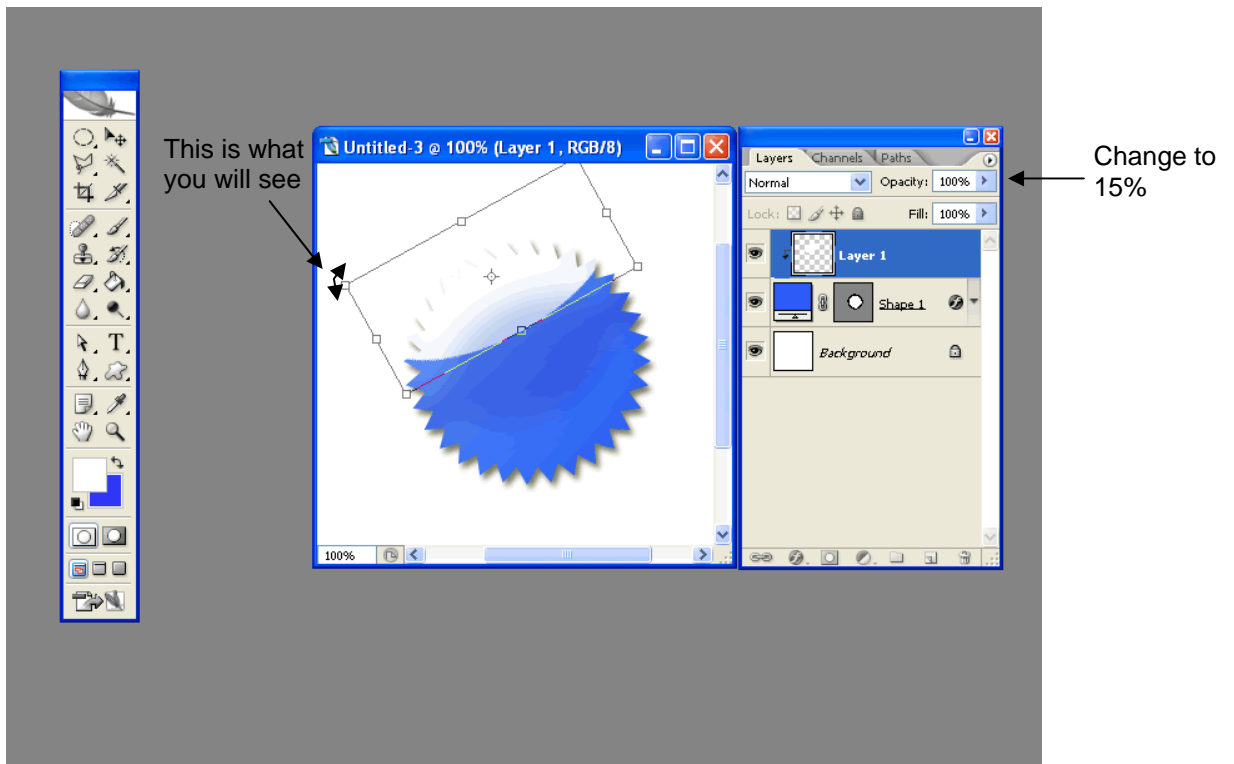 This is what
you will see
Untitled-3 @ 100% (Layer 1, RGB/8)
100%
Layers Channels Paths
Normal Opacity: 100%
Lock: Fill: 100%
Layer 1
Shape 1
Background
T
Change to
15%